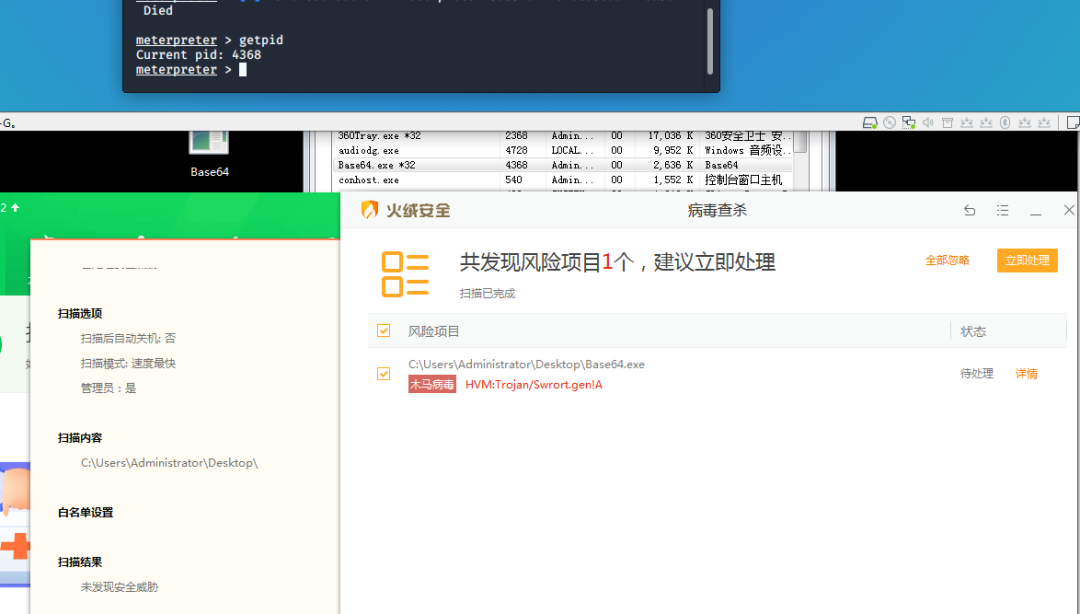 Died
meterpreter > getpid
Current pid: 4368
meterpreter >
-G。
Base64
360Tray.exe *32 2368 Admin... 00 17,036 K 360安全卫士 安..
audiodg.exe 4728 LOCAL... 00 9,952 K Windows 音频设..
Base64.exe *32 4368 Admin... 00 2,636 K Base64
conhost.exe 540 Admin... 00 1,552 K 控制台窗口主机
2
火绒安全
病毒查杀
共发现风险项目1个，建议立即处理
扫描已完成
全部忽略
立即处理
风险项目
状态
C:\Users\Administrator\Desktop\Base64.exe
木马病毒 HVM:Trojan/Swrort.gen!A
待处理
详情
扫描选项
扫描后自动关机: 否
扫描模式: 速度最快
管理员：是
扫描内容
C:\Users\Administrator\Desktop\
白名单设置
扫描结果
未发现安全威胁